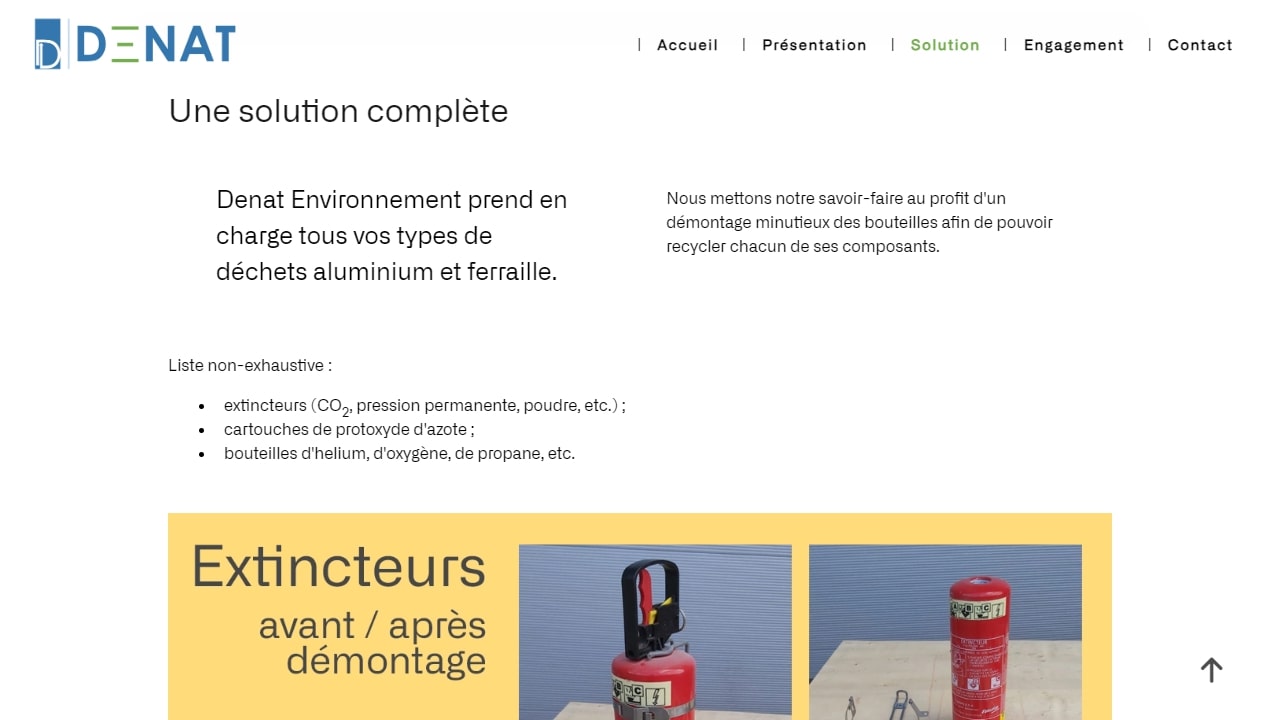 DENAT
Accueil
Présentation
Solution
Engagement
Contact
Une solution complète
Denat Environnement prend en
charge tous vos types de
déchets aluminium et ferraille.
Nous mettons notre savoir-faire au profit d'un
démontage minutieux des bouteilles afin de pouvoir
recycler chacun de ses composants.
Liste non-exhaustive :
• extincteurs (CO2, pression permanente, poudre, etc.) ;
• cartouches de protoxyde d'azote ;
• bouteilles d'helium, d'oxygène, de propane, etc.
Extincteurs
avant / après
démontage
B C
A B C
EXTINCTEUR